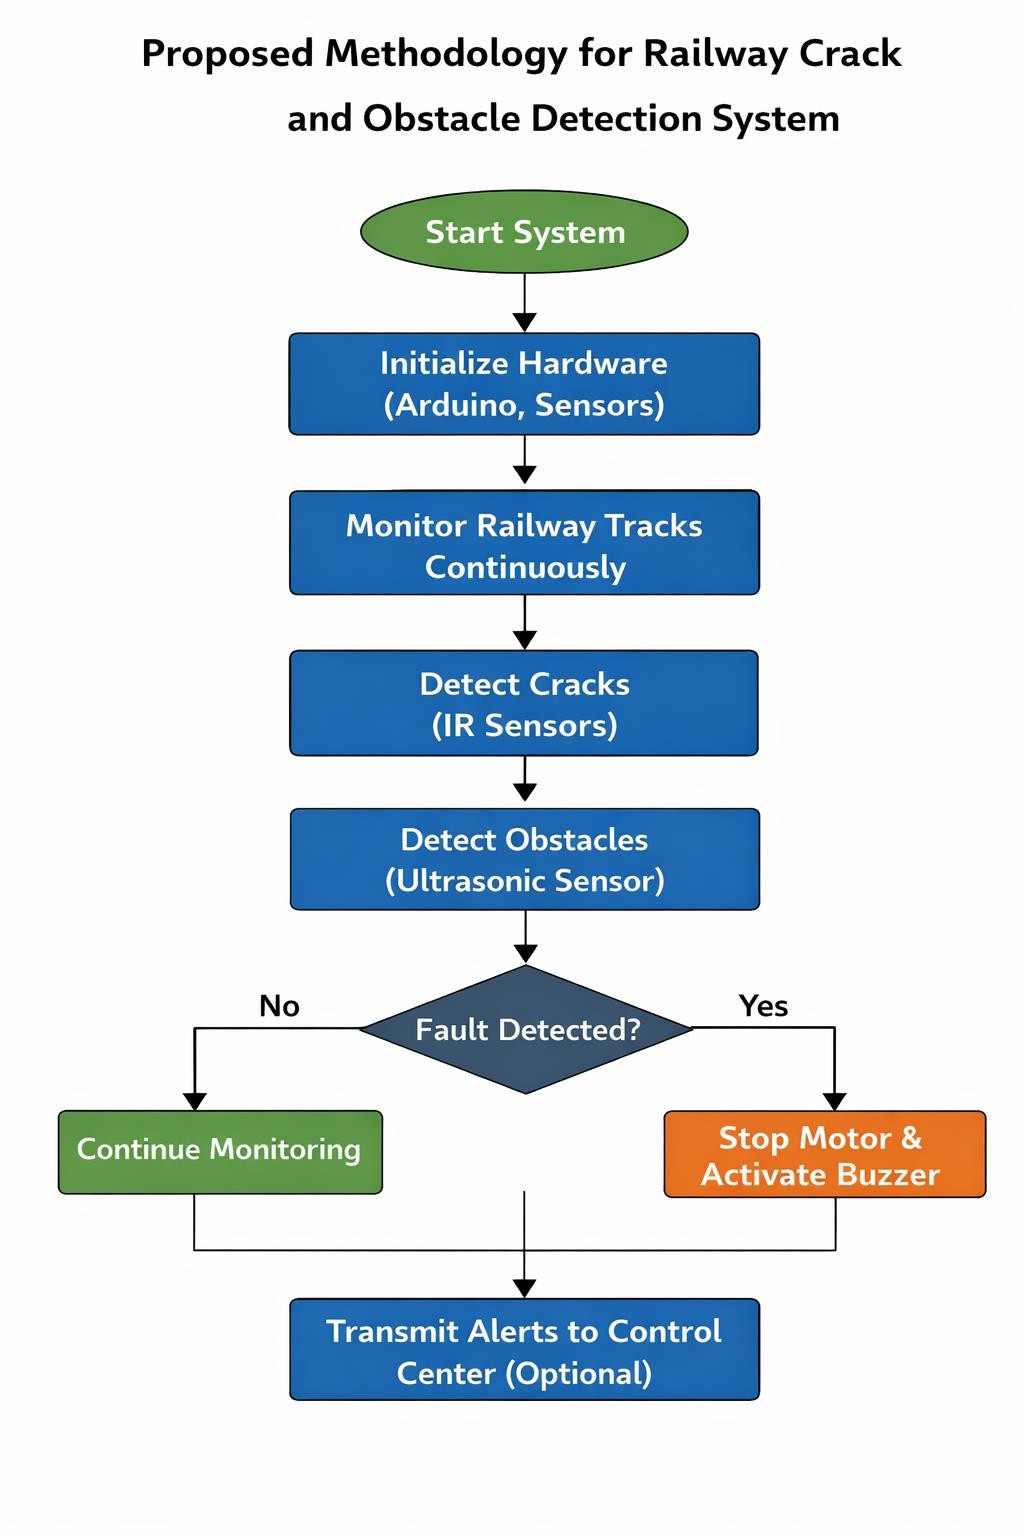 Proposed Methodology for Railway Crack
and Obstacle Detection System
Start System
Initialize Hardware
(Arduino, Sensors)
Monitor Railway Tracks
Continuously
Detect Cracks
(IR Sensors)
Detect Obstacles
(Ultrasonic Sensor)
Fault Detected?
No
Yes
Continue Monitoring
Stop Motor &
Activate Buzzer
Transmit Alerts to Control
Center (Optional)